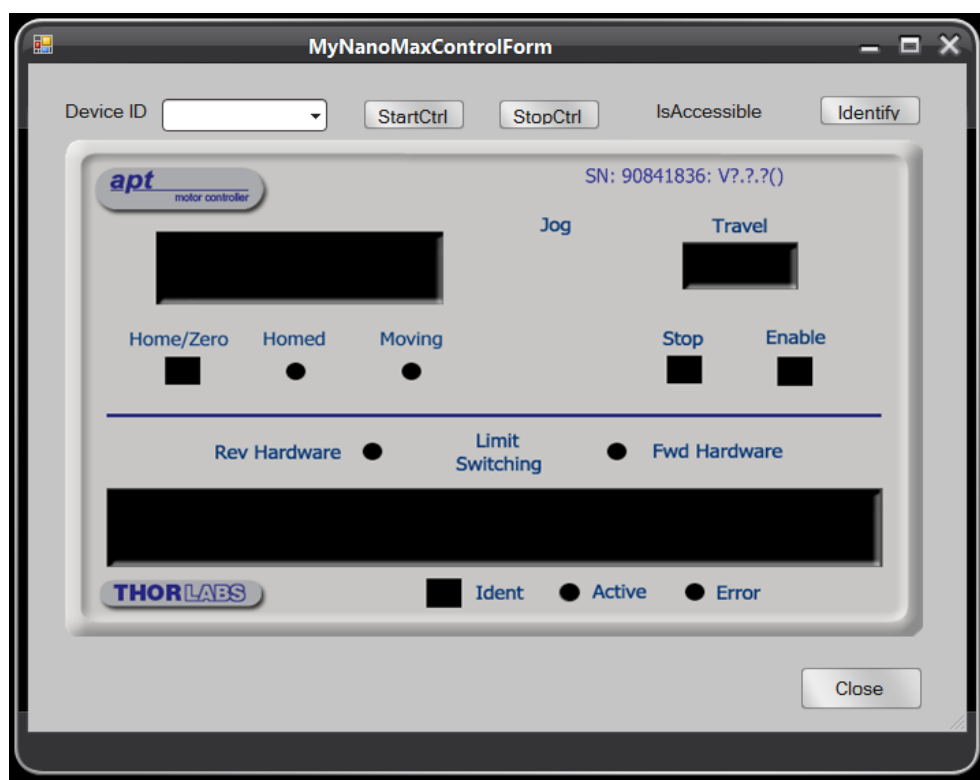 MyNanoMaxControlForm
Device ID
StartCtrl
StopCtrl
IsAccessible
Identify
apt
motor controller
SN: 90841836: V?.?.?()
Jog
Travel
Home/Zero
Homed
Moving
Stop
Enable
Rev Hardware
Limit
Switching
Fwd Hardware
THORLABS
Ident
Active
Error
Close